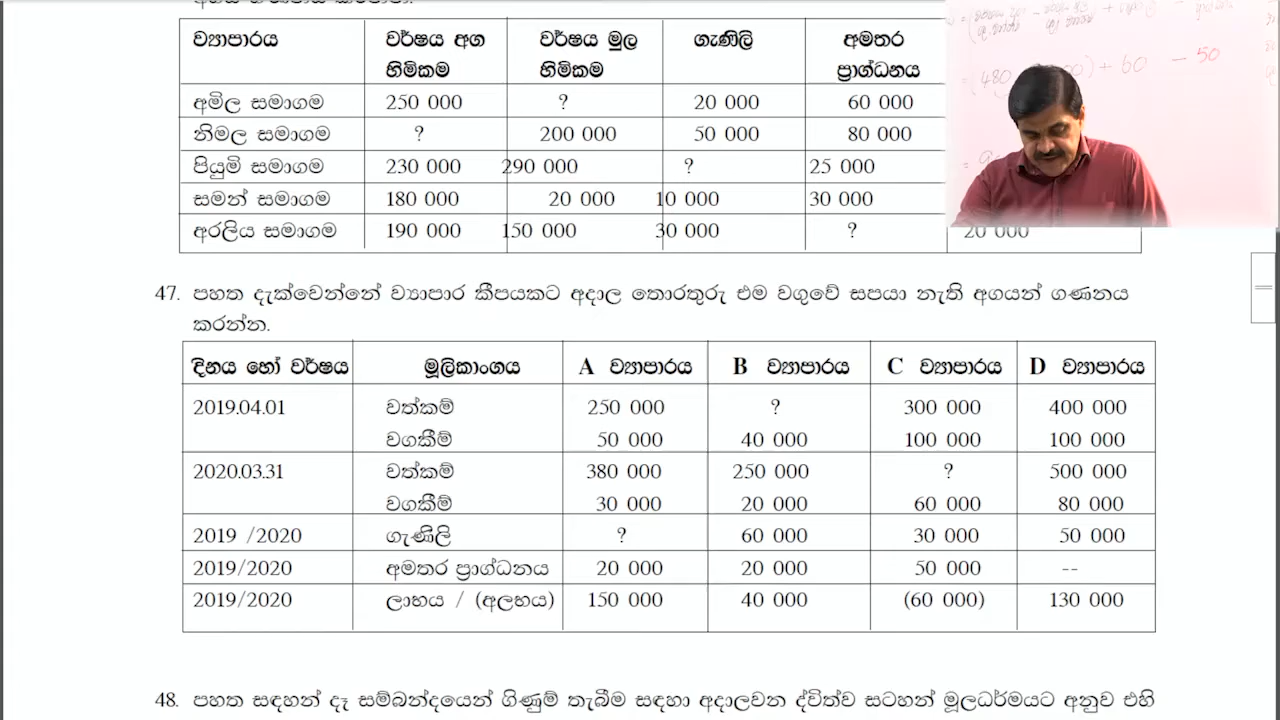 ව්‍යාපාරය වර්ෂය අග වර්ෂය මුල ගැණිලි අමතර
හිමිකම හිමිකම ප්‍රාග්ධනය
අමිල සමාගම 250 000 ? 20 000 60 000
නිමල සමාගම ? 200 000 50 000 80 000
පියුමි සමාගම 230 000 290 000 ? 25 000
සමන් සමාගම 180 000 20 000 10 000 30 000
අරලිය සමාගම 190 000 150 000 30 000 ? 20 000
(480 + 60 - 50
47. පහත දැක්වෙන්නේ ව්‍යාපාර කීපයකට අදාල තොරතුරු එම වගුවේ සපයා නැති අගයන් ගණනය
කරන්න.
දිනය හෝ වර්ෂය මූලිකාංගය A ව්‍යාපාරය B ව්‍යාපාරය C ව්‍යාපාරය D ව්‍යාපාරය
2019.04.01 වත්කම් 250 000 ? 300 000 400 000
වගකීම් 50 000 40 000 100 000 100 000
2020.03.31 වත්කම් 380 000 250 000 ? 500 000
වගකීම් 30 000 20 000 60 000 80 000
2019 /2020 ගැණිලි ? 60 000 30 000 50 000
2019/2020 අමතර ප්‍රාග්ධනය 20 000 20 000 50 000 --
2019/2020 ලාභය / (අලභය) 150 000 40 000 (60 000) 130 000
48. පහත සඳහන් දෑ සම්බන්දයෙන් ගිණුම් තැබීම සඳහා අදාලවන ද්විත්ව සටහන් මූලධර්මයට අනුව එහි